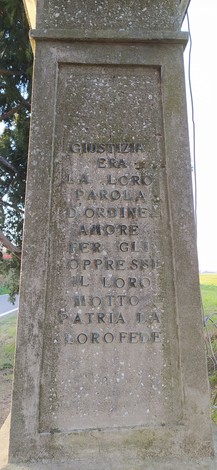 GIUSTIZIA
ERA
LA LORO
PAROLA
D'ORDINE
AMORE
PER GLI
OPPRESSI
IL LORO
MOTTO
PATRIA LA
LORO FEDE